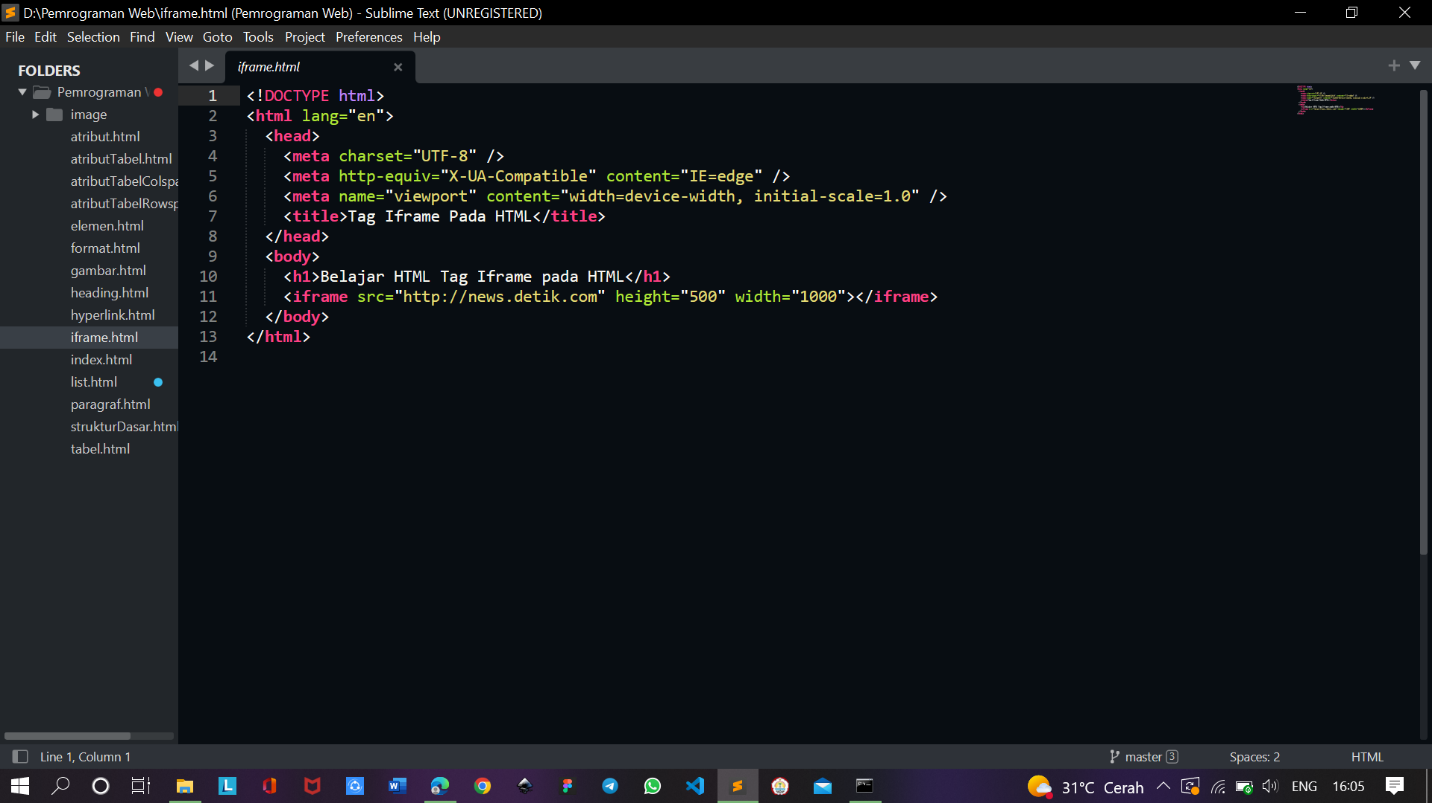 D:\Pemrograman Web\iframe.html (Pemrograman Web) - Sublime Text (UNREGISTERED)
File Edit Selection Find View Goto Tools Project Preferences Help
FOLDERS
Pemrograman
image
atribut.html
atributTabel.html
atributTabelColspa
atributTabelRowsp
elemen.html
format.html
gambar.html
heading.html
hyperlink.html
iframe.html
index.html
list.html
paragraf.html
strukturDasar.html
tabel.html
iframe.html
1 <!DOCTYPE html>
2 <html lang="en">
3 <head>
4 <meta charset="UTF-8" />
5 <meta http-equiv="X-UA-Compatible" content="IE=edge" />
6 <meta name="viewport" content="width=device-width, initial-scale=1.0" />
7 <title>Tag Iframe Pada HTML</title>
8 </head>
9 <body>
10 <h1>Belajar HTML Tag Iframe pada HTML</h1>
11 <iframe src="http://news.detik.com" height="500" width="1000"></iframe>
12 </body>
13 </html>
14
Line 1, Column 1 master 3 Spaces: 2 HTML
31°C Cerah ENG 16:05